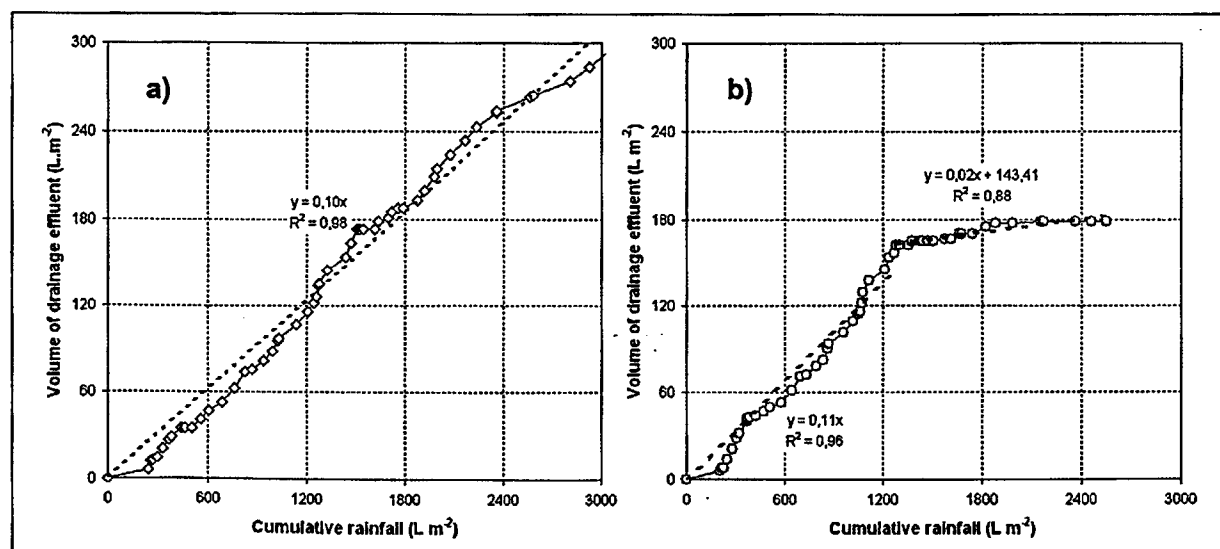 300
240
180
120
60
0
Volume of drainage effluent (L.m-2)
a)
y = 0,10x
R2 = 0,98
0 600 1200 1800 2400 3000
Cumulative rainfall (L m-2)
300
240
180
120
60
0
Volume of drainage effluent (L m-2)
b)
y = 0,02x + 143,41
R2 = 0,88
y = 0,11x
R2 = 0,96
0 600 1200 1800 2400 3000
Cumulative rainfall (L m-2)